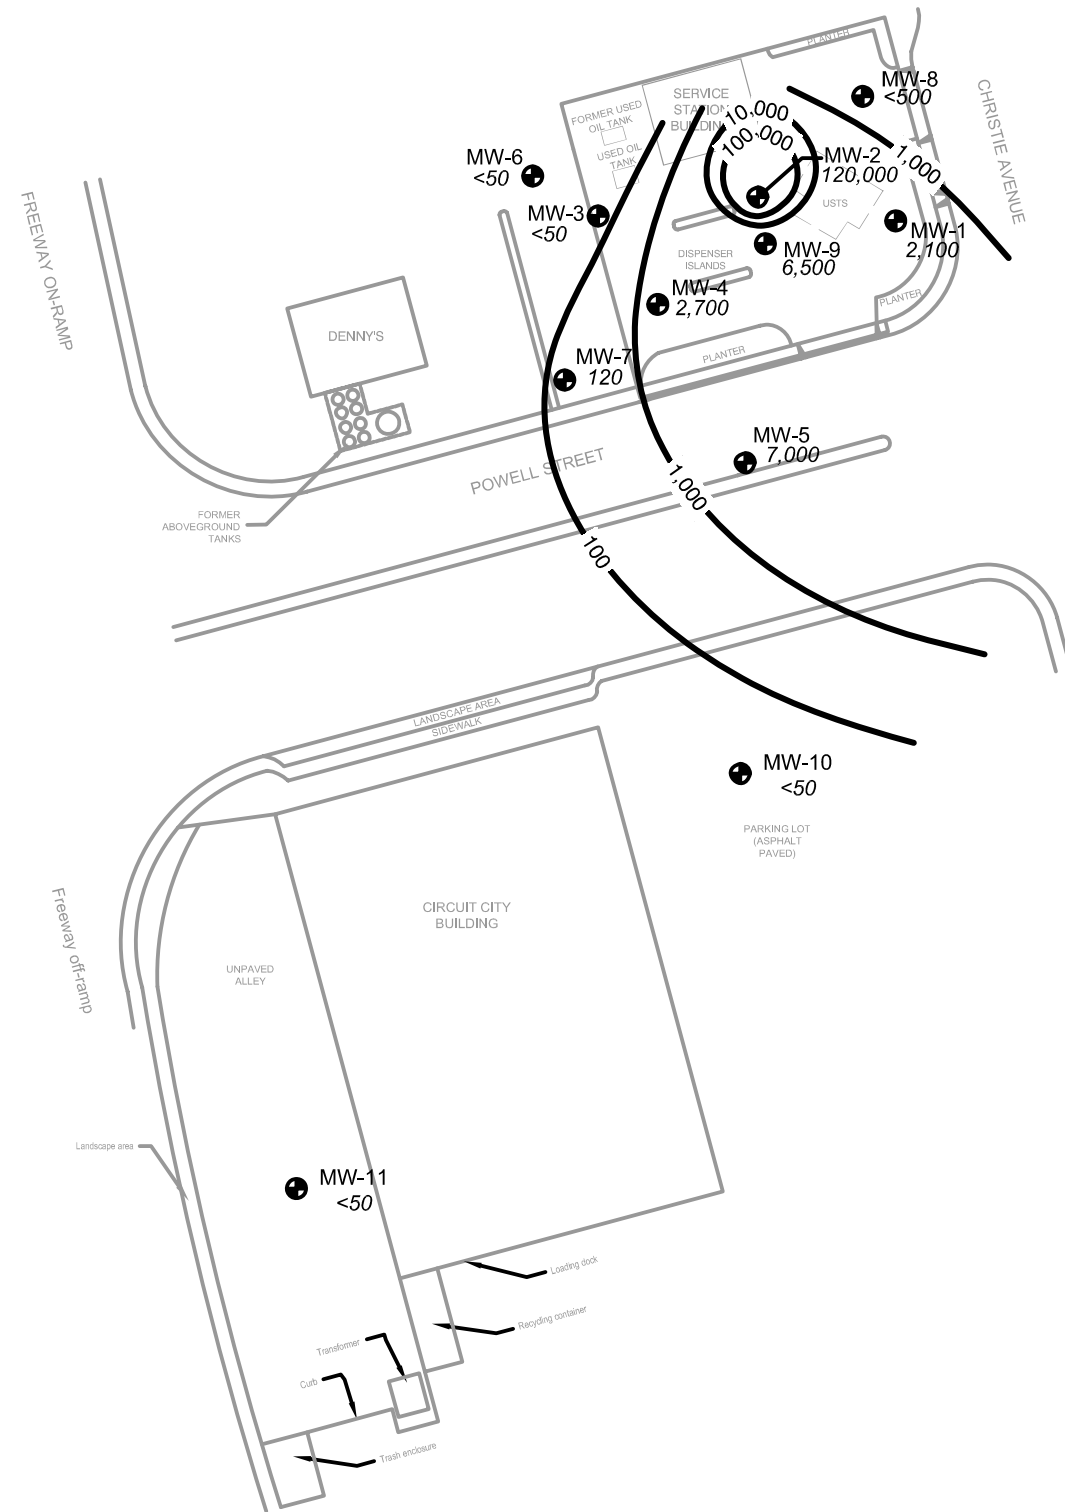 PLANTER
MW-8
<500
SERVICE
STATION
BUILDING
10,000
100,000
FORMER USED
OIL TANK
USED OIL
TANK
MW-2
120,000
1,000
CHRISTIE AVENUE
MW-6
<50
MW-3
<50
USTS
MW-1
2,100
MW-9
6,500
DISPENSER
ISLANDS
MW-4
2,700
PLANTER
PLANTER
FREEWAY ON-RAMP
DENNY'S
MW-7
120
MW-5
7,000
POWELL STREET
1,000
100
FORMER
ABOVEGROUND
TANKS
LANDSCAPE AREA
SIDEWALK
MW-10
<50
PARKING LOT
(ASPHALT
PAVED)
CIRCUIT CITY
BUILDING
Freeway off-ramp
UNPAVED
ALLEY
Landscape area
MW-11
<50
Loading dock
Recycling container
Transformer
Curb
Trash enclosure